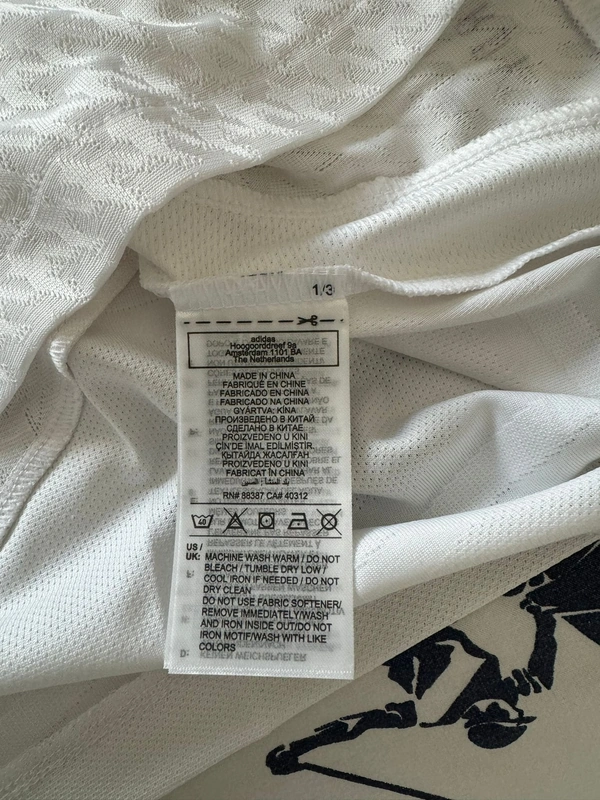 1/3
adidas
Hoogoorddreef 9a
Amsterdam 1101 BA
The Netherlands
MADE IN CHINA
FABRIQUÉ EN CHINE
FABRICADO EN CHINA
FABRICADO NA CHINA
GYÁRTVA: KÍNA
ПРОИЗВЕДЕНО В КИТАЙ
СДЕЛАНО В КИТАЕ
PROIZVEDENO U KINI
ÇİN'DE İMAL EDİLMİŞTİR.
ҚЫТАЙДА ЖАСАЛҒАН
PROIZVEDENO U KINI
FABRICAT ÎN CHINA
RN# 88387 CA# 40312
40
US /
UK: MACHINE WASH WARM / DO NOT
BLEACH / TUMBLE DRY LOW /
COOL IRON IF NEEDED / DO NOT
DRY CLEAN
DO NOT USE FABRIC SOFTENER/
REMOVE IMMEDIATELY/WASH
AND IRON INSIDE OUT/DO NOT
IRON MOTIF/WASH WITH LIKE
COLORS